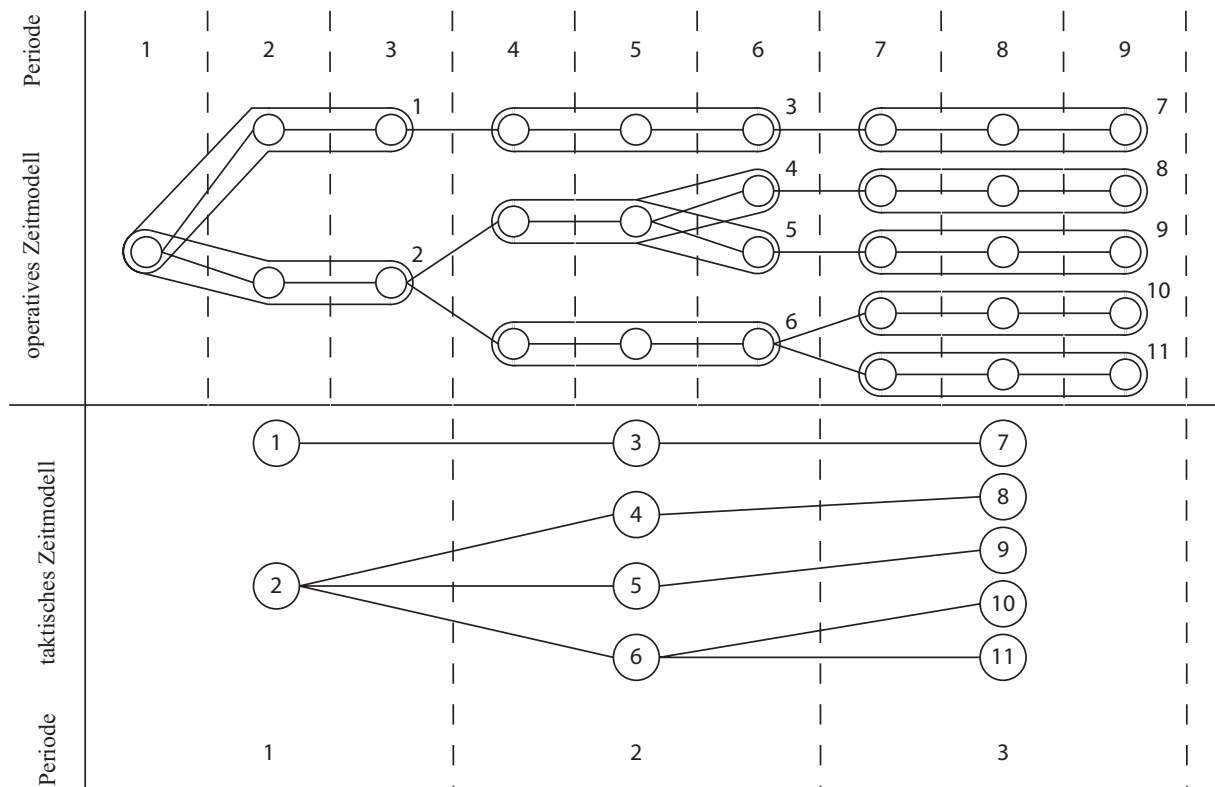 Periode
1 2 3 4 5 6 7 8 9
operatives Zeitmodell
1 3 7
4 8
2 5 9
6 10
11
taktisches Zeitmodell
1 3 7
8
4
9
2 5
10
6 11
Periode
1 2 3